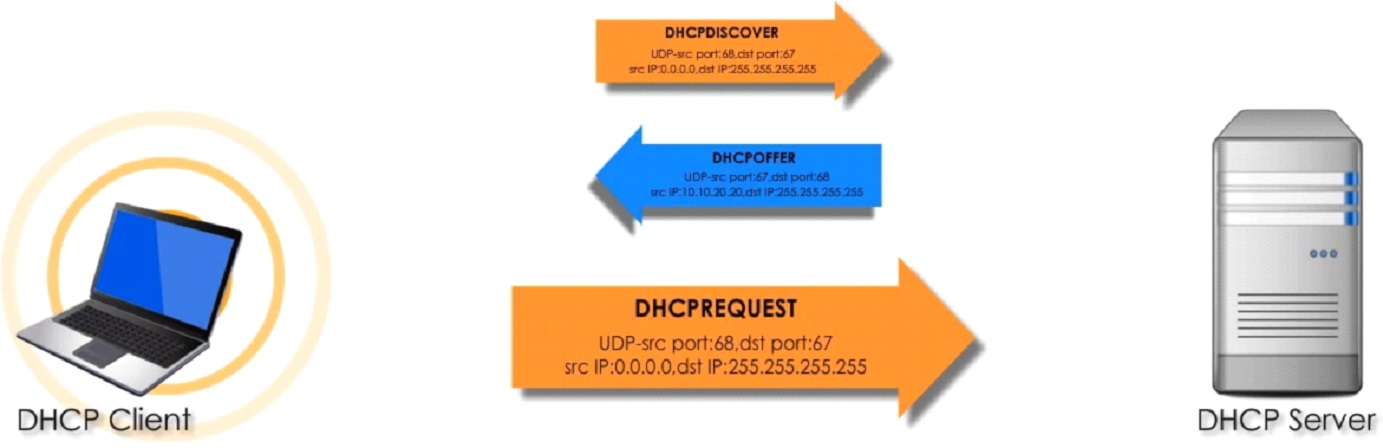 DHCPDISCOVER
UDP-src port:68,dst port:67
src IP:0.0.0.0,dst IP:255.255.255.255
DHCPOFFER
UDP-src port:67,dst port:68
src IP:10.10.20.20,dst IP:255.255.255.255
DHCPREQUEST
UDP-src port:68,dst port:67
src IP:0.0.0.0,dst IP:255.255.255.255
DHCP Client
DHCP Server